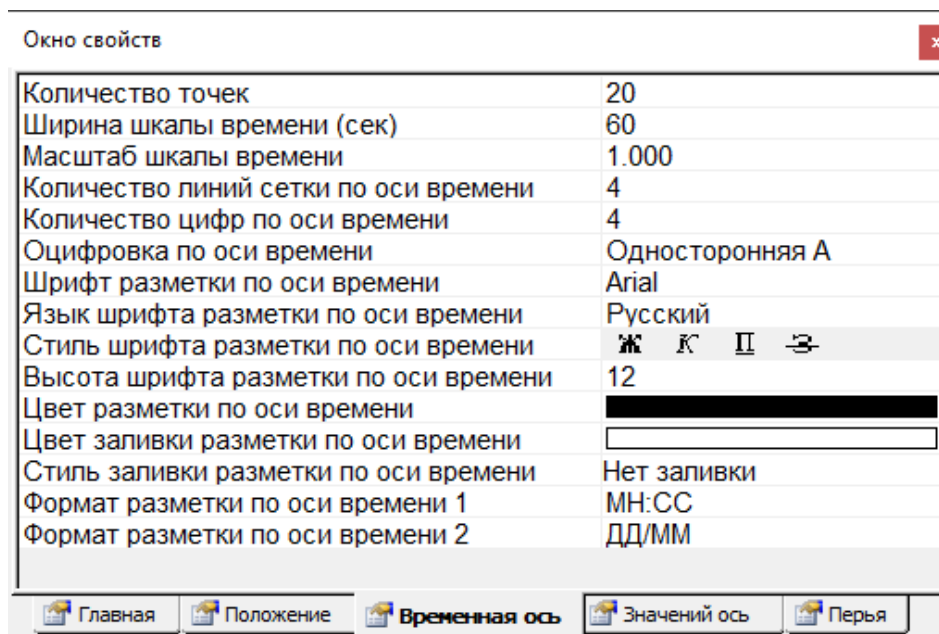 Окно свойств
x
Количество точек 20
Ширина шкалы времени (сек) 60
Масштаб шкалы времени 1.000
Количество линий сетки по оси времени 4
Количество цифр по оси времени 4
Оцифровка по оси времени Односторонняя A
Шрифт разметки по оси времени Arial
Язык шрифта разметки по оси времени Русский
Стиль шрифта разметки по оси времени Ж К П З
Высота шрифта разметки по оси времени 12
Цвет разметки по оси времени
Цвет заливки разметки по оси времени
Стиль заливки разметки по оси времени Нет заливки
Формат разметки по оси времени 1 МН:СС
Формат разметки по оси времени 2 ДД/ММ
Главная Положение Временная ось Значений ось Перья